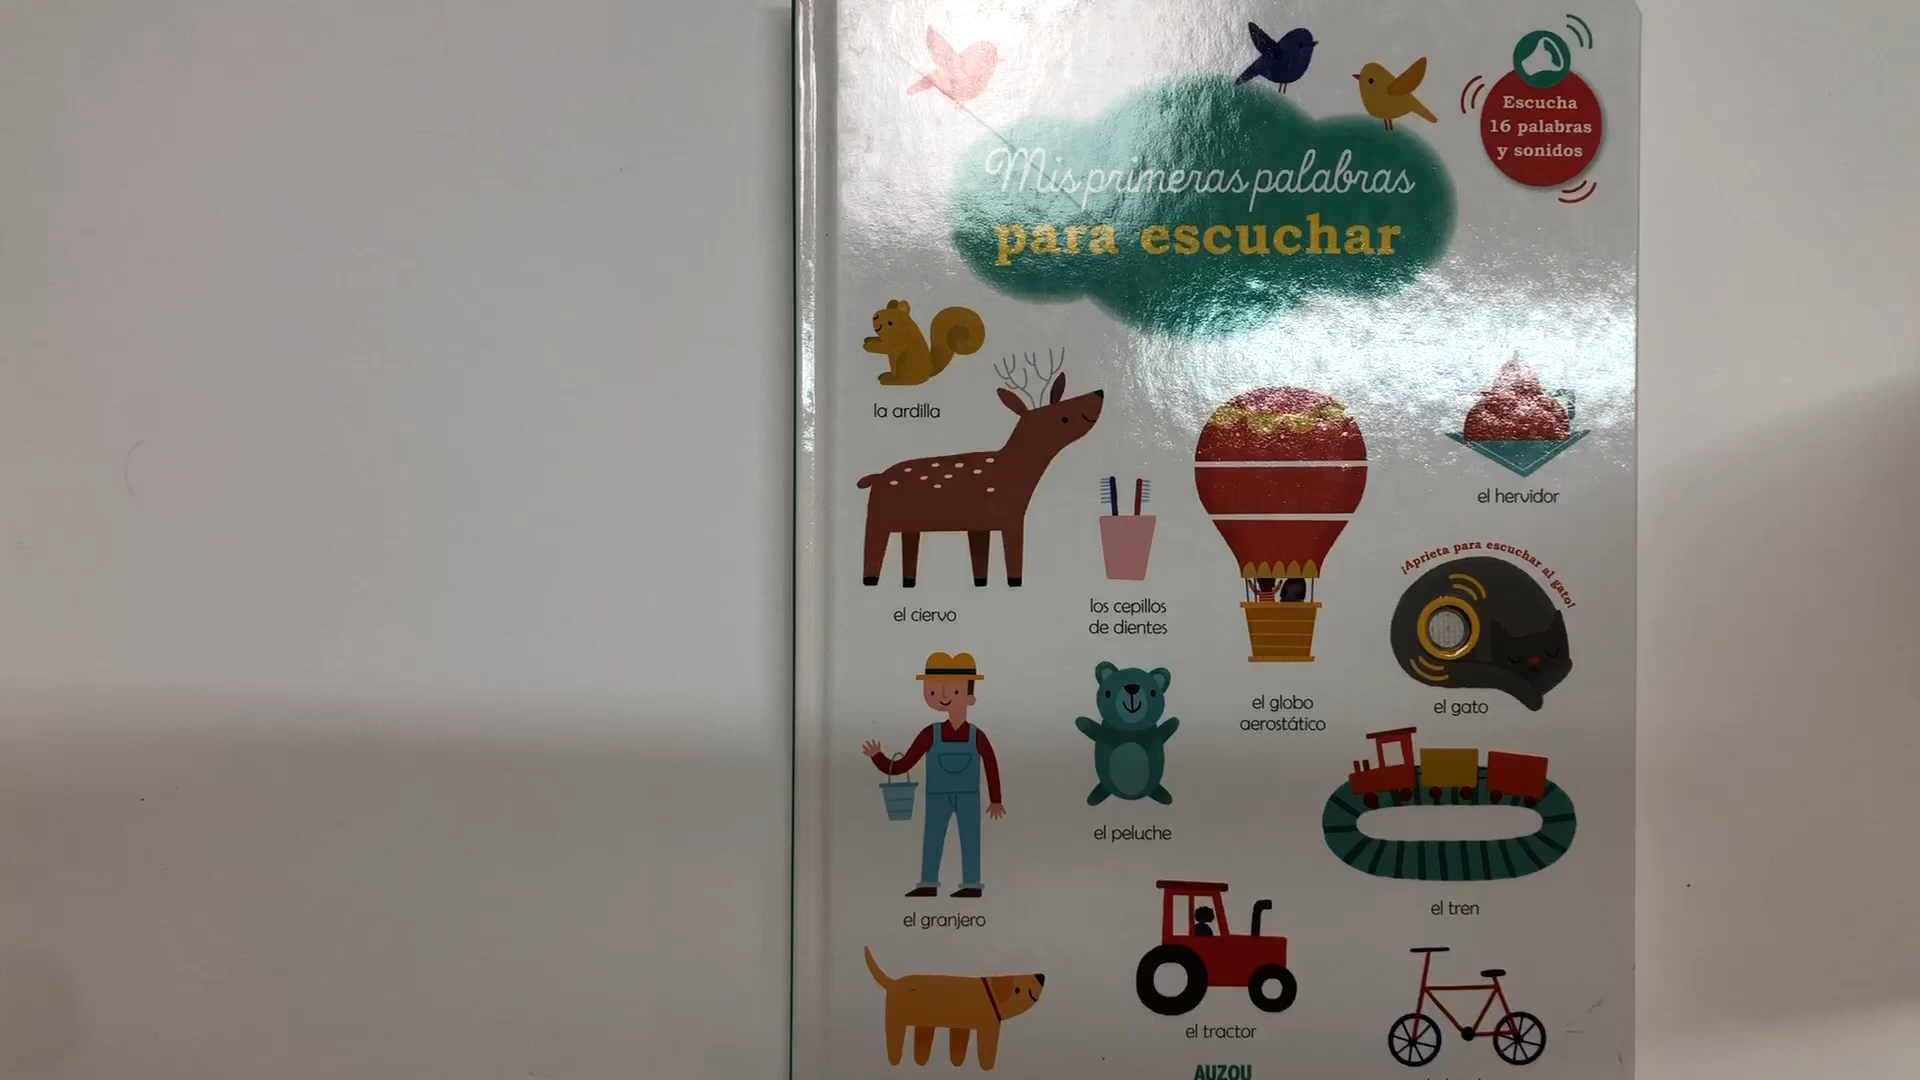 Escucha
16 palabras
y sonidos
Mis primeras palabras
para escuchar
la ardilla
el hervidor
¡Aprieta para escuchar al gato!
el ciervo
los cepillos
de dientes
el globo
aerostático
el gato
el peluche
el granjero
el tren
el tractor
AUZOU